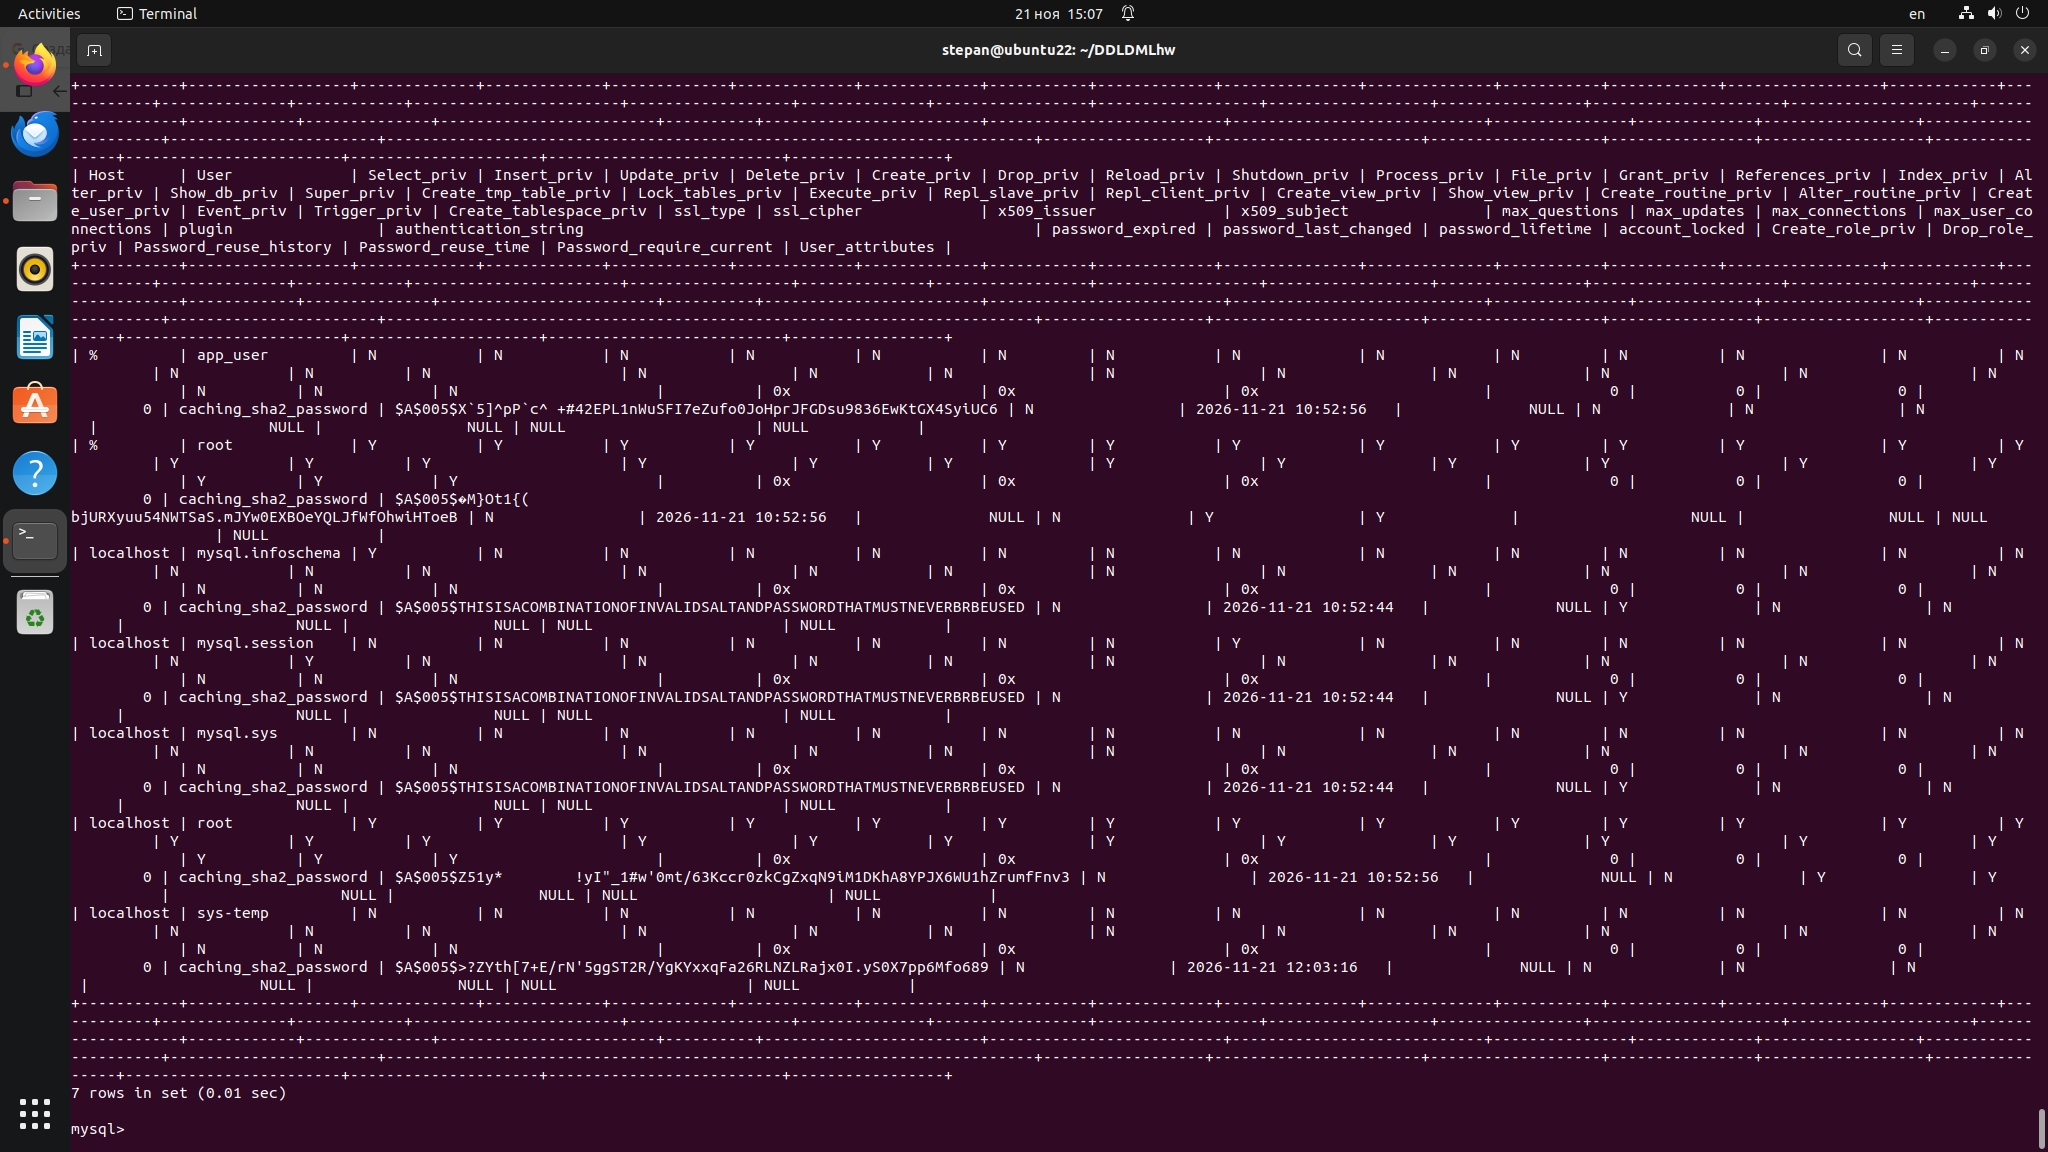 Activities
Terminal
21 ноя 15:07
en
stepan@ubuntu22: ~/DDLDMLhw
+-----------+------------------+-------------+-------------+-------------+-------------+-------------+-----------+-------------+---------------+--------------+-----------+------------+-----------------+------------+---
---------+--------------+------------+-----------------------+------------------+--------------+-----------------+------------------+------------------+----------------+---------------------+--------------------+------
------------+------------+--------------+------------------------+----------+------------------------+--------------------------+----------------------------+---------------+-------------+-----------------+------------
----------+-----------------------+------------------------------------------------------------------------+------------------+-----------------------+-------------------+----------------+------------------+-----------
-----+------------------------+---------------------+--------------------------+-----------------+
| Host      | User             | Select_priv | Insert_priv | Update_priv | Delete_priv | Create_priv | Drop_priv | Reload_priv | Shutdown_priv | Process_priv | File_priv | Grant_priv | References_priv | Index_priv | Al
ter_priv | Show_db_priv | Super_priv | Create_tmp_table_priv | Lock_tables_priv | Execute_priv | Repl_slave_priv | Repl_client_priv | Create_view_priv | Show_view_priv | Create_routine_priv | Alter_routine_priv | Creat
e_user_priv | Event_priv | Trigger_priv | Create_tablespace_priv | ssl_type | ssl_cipher             | x509_issuer              | x509_subject               | max_questions | max_updates | max_connections | max_user_co
nnections | plugin                | authentication_string                                                  | password_expired | password_last_changed | password_lifetime | account_locked | Create_role_priv | Drop_role_
priv | Password_reuse_history | Password_reuse_time | Password_require_current | User_attributes |
+-----------+------------------+-------------+-------------+-------------+-------------+-------------+-----------+-------------+---------------+--------------+-----------+------------+-----------------+------------+---
---------+--------------+------------+-----------------------+------------------+--------------+-----------------+------------------+------------------+----------------+---------------------+--------------------+------
------------+------------+--------------+------------------------+----------+------------------------+--------------------------+----------------------------+---------------+-------------+-----------------+------------
----------+-----------------------+------------------------------------------------------------------------+------------------+-----------------------+-------------------+----------------+------------------+-----------
-----+------------------------+---------------------+--------------------------+-----------------+
| % | app_user | N | N | N | N | N | N | N | N | N | N | N | N | N | N
| N | N | N | N | N | N | N | N | N | N | N | N
| N | N | N | | 0x | 0x | 0x | 0 | 0 | 0 |
0 | caching_sha2_password | $A$005$X`5]^pP`c^ +#42EPL1nWuSFI7eZufo0JoHprJFGDsu9836EwKtGX4SyiUC6 | N | 2026-11-21 10:52:56 | NULL | N | N | N
| NULL | NULL | NULL | NULL |
| % | root | Y | Y | Y | Y | Y | Y | Y | Y | Y | Y | Y | Y | Y | Y
| Y | Y | Y | Y | Y | Y | Y | Y | Y | Y | Y | Y
| Y | Y | Y | | 0x | 0x | 0x | 0 | 0 | 0 |
0 | caching_sha2_password | $A$005$�M}Ot1{(
bjURXyuu54NWTSaS.mJYw0EXBOeYQLJfWfOhwiHToeB | N | 2026-11-21 10:52:56 | NULL | N | Y | Y | NULL | NULL | NULL
| NULL |
| localhost | mysql.infoschema | Y | N | N | N | N | N | N | N | N | N | N | N | N | N
| N | N | N | N | N | N | N | N | N | N | N | N
| N | N | N | | 0x | 0x | 0x | 0 | 0 | 0 |
0 | caching_sha2_password | $A$005$THISISACOMBINATIONOFINVALIDSALTANDPASSWORDTHATMUSTNEVERBRBEUSED | N | 2026-11-21 10:52:44 | NULL | Y | N | N
| NULL | NULL | NULL | NULL |
| localhost | mysql.session | N | N | N | N | N | N | N | Y | N | N | N | N | N | N
| N | Y | N | N | N | N | N | N | N | N | N | N
| N | N | N | | 0x | 0x | 0x | 0 | 0 | 0 |
0 | caching_sha2_password | $A$005$THISISACOMBINATIONOFINVALIDSALTANDPASSWORDTHATMUSTNEVERBRBEUSED | N | 2026-11-21 10:52:44 | NULL | Y | N | N
| NULL | NULL | NULL | NULL |
| localhost | mysql.sys | N | N | N | N | N | N | N | N | N | N | N | N | N | N
| N | N | N | N | N | N | N | N | N | N | N | N
| N | N | N | | 0x | 0x | 0x | 0 | 0 | 0 |
0 | caching_sha2_password | $A$005$THISISACOMBINATIONOFINVALIDSALTANDPASSWORDTHATMUSTNEVERBRBEUSED | N | 2026-11-21 10:52:44 | NULL | Y | N | N
| NULL | NULL | NULL | NULL |
| localhost | root | Y | Y | Y | Y | Y | Y | Y | Y | Y | Y | Y | Y | Y | Y
| Y | Y | Y | Y | Y | Y | Y | Y | Y | Y | Y | Y
| Y | Y | Y | | 0x | 0x | 0x | 0 | 0 | 0 |
0 | caching_sha2_password | $A$005$Z51y*        !yI"_1#w'0mt/63Kccr0zkCgZxqN9iM1DKhA8YPJX6WU1hZrumfFnv3 | N | 2026-11-21 10:52:56 | NULL | N | Y | Y
| NULL | NULL | NULL | NULL |
| localhost | sys-temp | N | N | N | N | N | N | N | N | N | N | N | N | N | N
| N | N | N | N | N | N | N | N | N | N | N | N
| N | N | N | | 0x | 0x | 0x | 0 | 0 | 0 |
0 | caching_sha2_password | $A$005$>?ZYth[7+E/rN'5ggST2R/YgKYxxqFa26RLNZLRajx0I.yS0X7pp6Mfo689 | N | 2026-11-21 12:03:16 | NULL | N | N | N
| NULL | NULL | NULL | NULL |
+-----------+------------------+-------------+-------------+-------------+-------------+-------------+-----------+-------------+---------------+--------------+-----------+------------+-----------------+------------+---
---------+--------------+------------+-----------------------+------------------+--------------+-----------------+------------------+------------------+----------------+---------------------+--------------------+------
------------+------------+--------------+------------------------+----------+------------------------+--------------------------+----------------------------+---------------+-------------+-----------------+------------
----------+-----------------------+------------------------------------------------------------------------+------------------+-----------------------+-------------------+----------------+------------------+-----------
-----+------------------------+---------------------+--------------------------+-----------------+
7 rows in set (0.01 sec)
mysql>